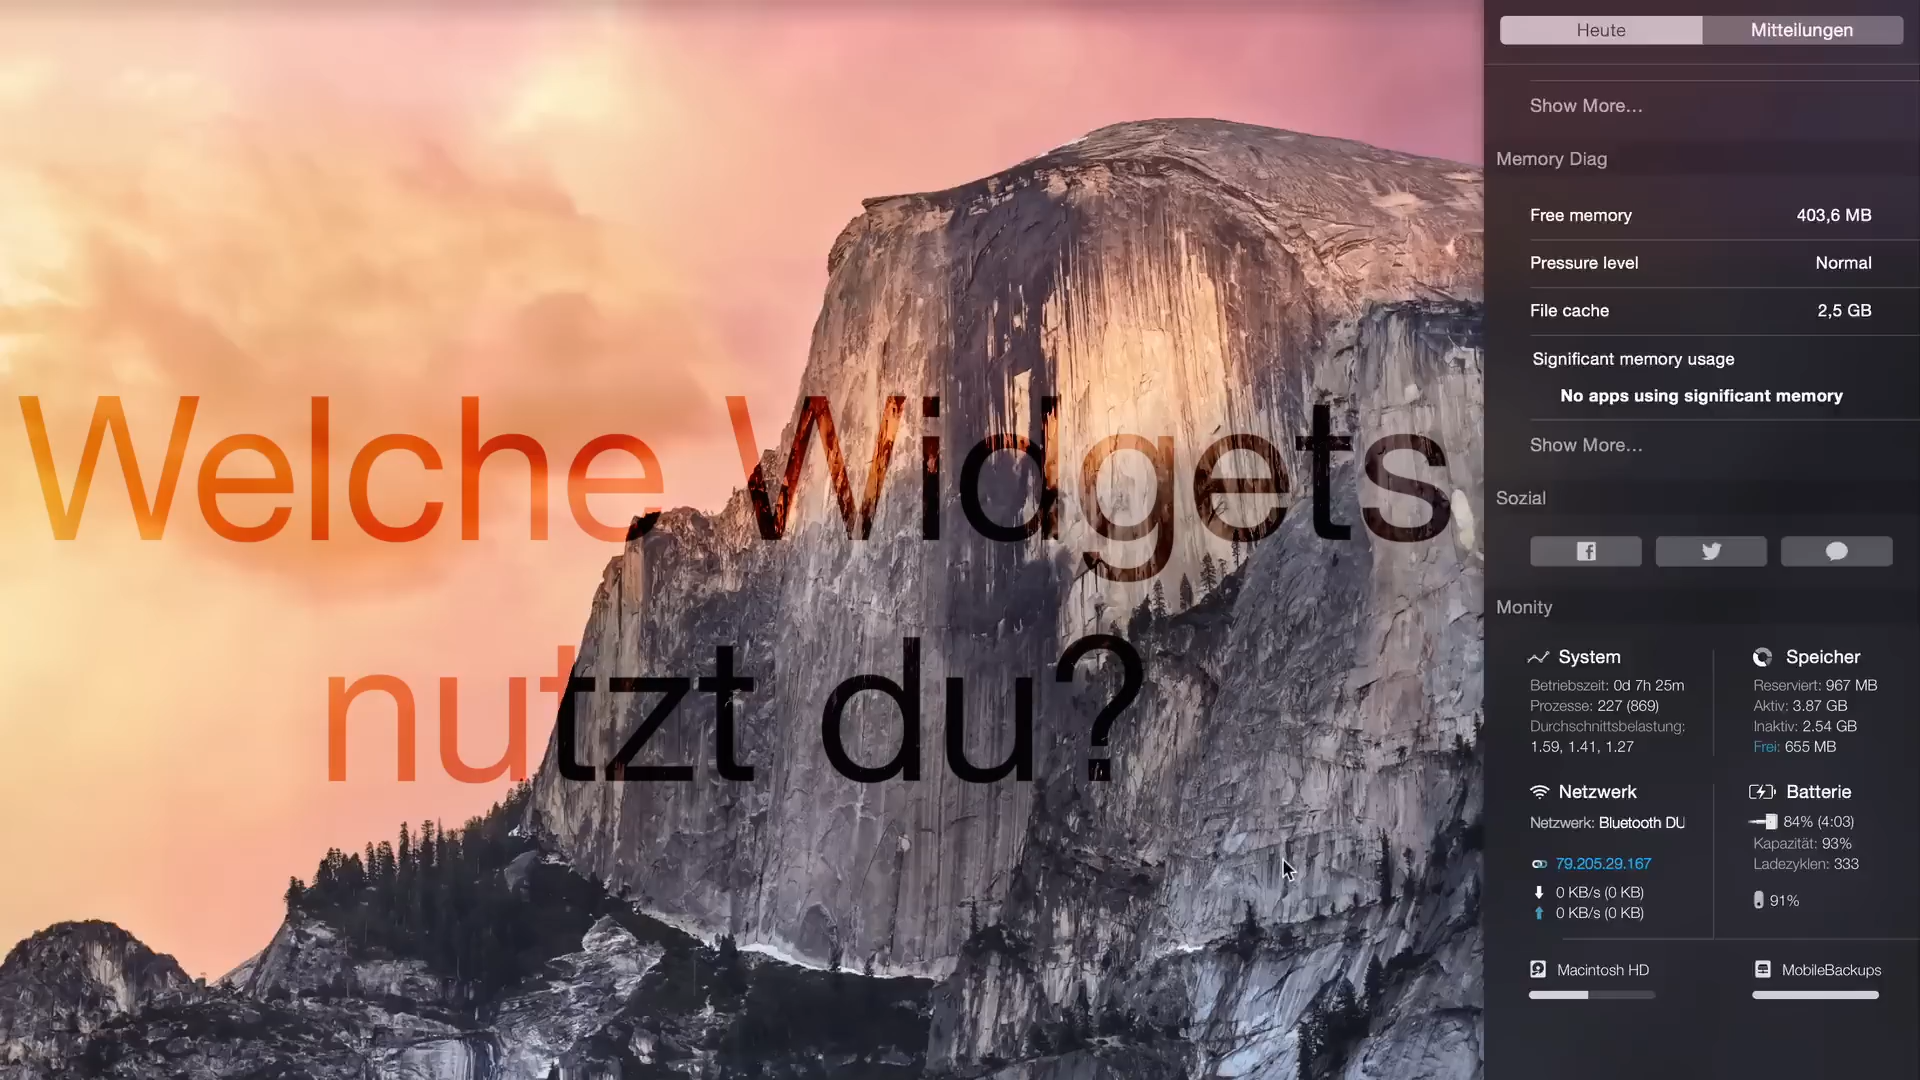 Welche Widgets
nutzt du?
Heute
Mitteilungen
Show More...
Memory Diag
Free memory 403,6 MB
Pressure level Normal
File cache 2,5 GB
Significant memory usage
No apps using significant memory
Show More...
Sozial
Monity
System
Betriebszeit: 0d 7h 25m
Prozesse: 227 (869)
Durchschnittsbelastung:
1.59, 1.41, 1.27
Speicher
Reserviert: 967 MB
Aktiv: 3.87 GB
Inaktiv: 2.54 GB
Frei: 655 MB
Netzwerk
Netzwerk: Bluetooth DU
79.205.29.167
0 KB/s (0 KB)
0 KB/s (0 KB)
Batterie
84% (4:03)
Kapazität: 93%
Ladezyklen: 333
91%
Macintosh HD
MobileBackups